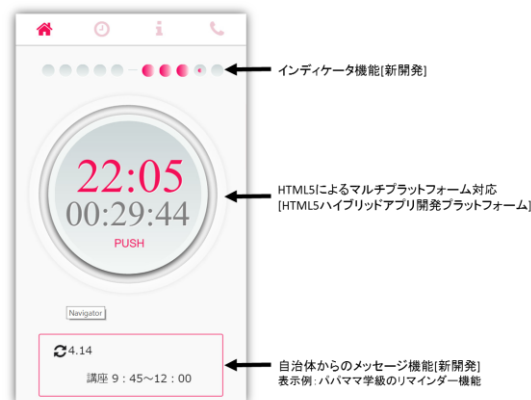 インディケータ機能[新開発]
22:05
00:29:44
PUSH
HTML5によるマルチプラットフォーム対応
[HTML5ハイブリッドアプリ開発プラットフォーム]
Navigator
4.14
講座 9：45～12：00
自治体からのメッセージ機能[新開発]
表示例：パパママ学級のリマインダー機能